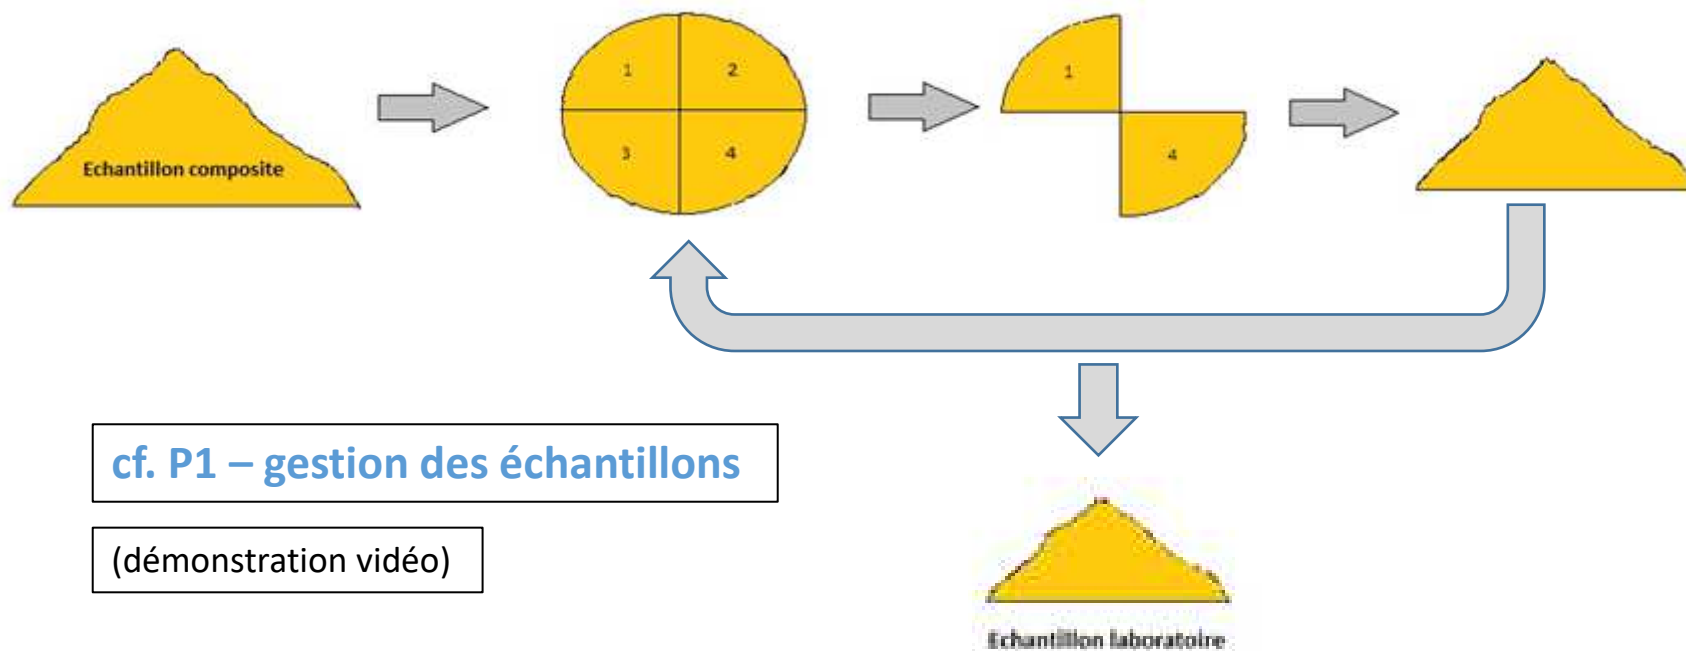 Echantillon composite
1
2
3
4
1
4
cf. P1 – gestion des échantillons
(démonstration vidéo)
Echantillon laboratoire